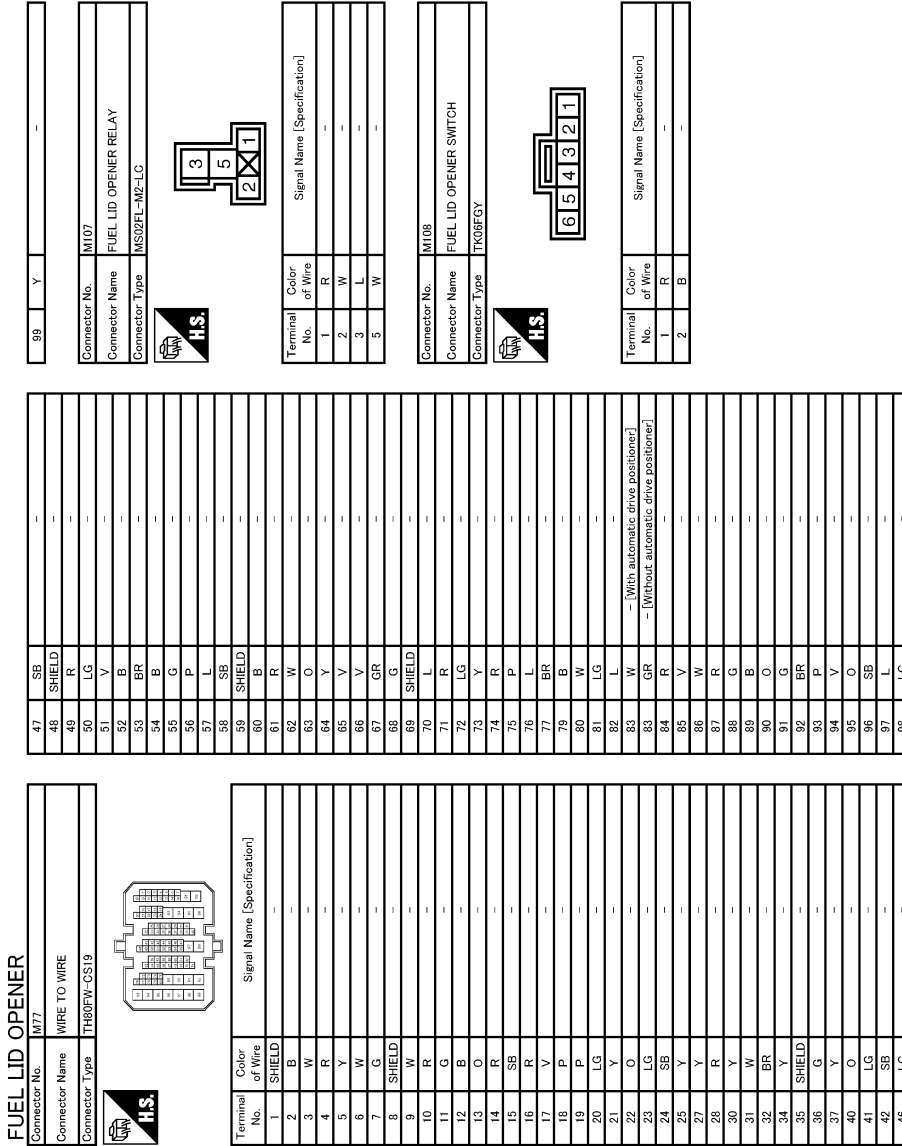 FUEL LID OPENER
Connector No. M77
Connector Name WIRE TO WIRE
Connector Type TH80FW-CS19
H.S.
Terminal No. Color of Wire Signal Name [Specification]
1 SHIELD –
2 B –
3 W –
4 R –
5 Y –
6 W –
7 G –
8 SHIELD –
9 W –
10 R –
11 G –
12 B –
13 O –
14 R –
15 SB –
16 R –
17 V –
18 P –
19 P –
20 LG –
21 Y –
22 O –
23 LG –
24 SB –
25 Y –
27 Y –
28 R –
30 Y –
31 W –
32 BR –
34 Y –
35 SHIELD –
36 G –
37 Y –
40 O –
41 LG –
42 SB –
46 LG –
47 SB –
48 SHIELD –
49 R –
50 LG –
51 V –
52 B –
53 BR –
54 B –
55 G –
56 P –
57 L –
58 SB –
59 SHIELD –
60 B –
61 R –
62 W –
63 O –
64 Y –
65 V –
66 V –
67 GR –
68 G –
69 SHIELD –
70 L –
71 R –
72 LG –
73 Y –
74 R –
75 P –
76 L –
77 BR –
79 B –
80 W –
81 LG –
82 L –
83 W – [With automatic drive positioner]
83 GR – [Without automatic drive positioner]
84 R –
85 V –
86 W –
87 R –
88 G –
89 B –
90 O –
91 G –
92 BR –
93 P –
94 V –
95 O –
96 SB –
97 L –
98 LG –
99 Y –
Connector No. M107
Connector Name FUEL LID OPENER RELAY
Connector Type MS02FL-M2-LC
H.S.
3
5
2 1
Terminal No. Color of Wire Signal Name [Specification]
1 R –
2 W –
3 L –
5 W –
Connector No. M108
Connector Name FUEL LID OPENER SWITCH
Connector Type TK06FGY
H.S.
6 5 4 3 2 1
Terminal No. Color of Wire Signal Name [Specification]
1 R –
2 B –